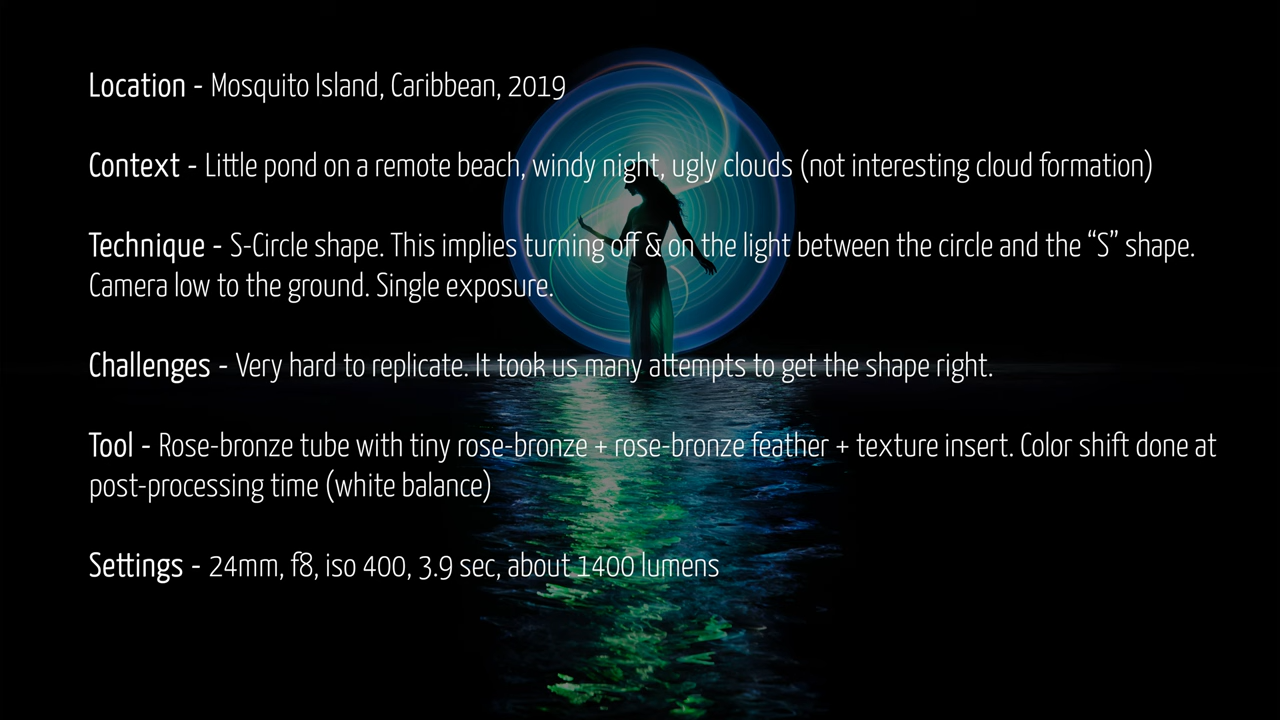 Location - Mosquito Island, Caribbean, 2019
Context - Little pond on a remote beach, windy night, ugly clouds (not interesting cloud formation)
Technique - S-Circle shape. This implies turning off & on the light between the circle and the “S” shape.
Camera low to the ground. Single exposure.
Challenges - Very hard to replicate. It took us many attempts to get the shape right.
Tool - Rose-bronze tube with tiny rose-bronze + rose-bronze feather + texture insert. Color shift done at
post-processing time (white balance)
Settings - 24mm, f8, iso 400, 3.9 sec, about 1400 lumens